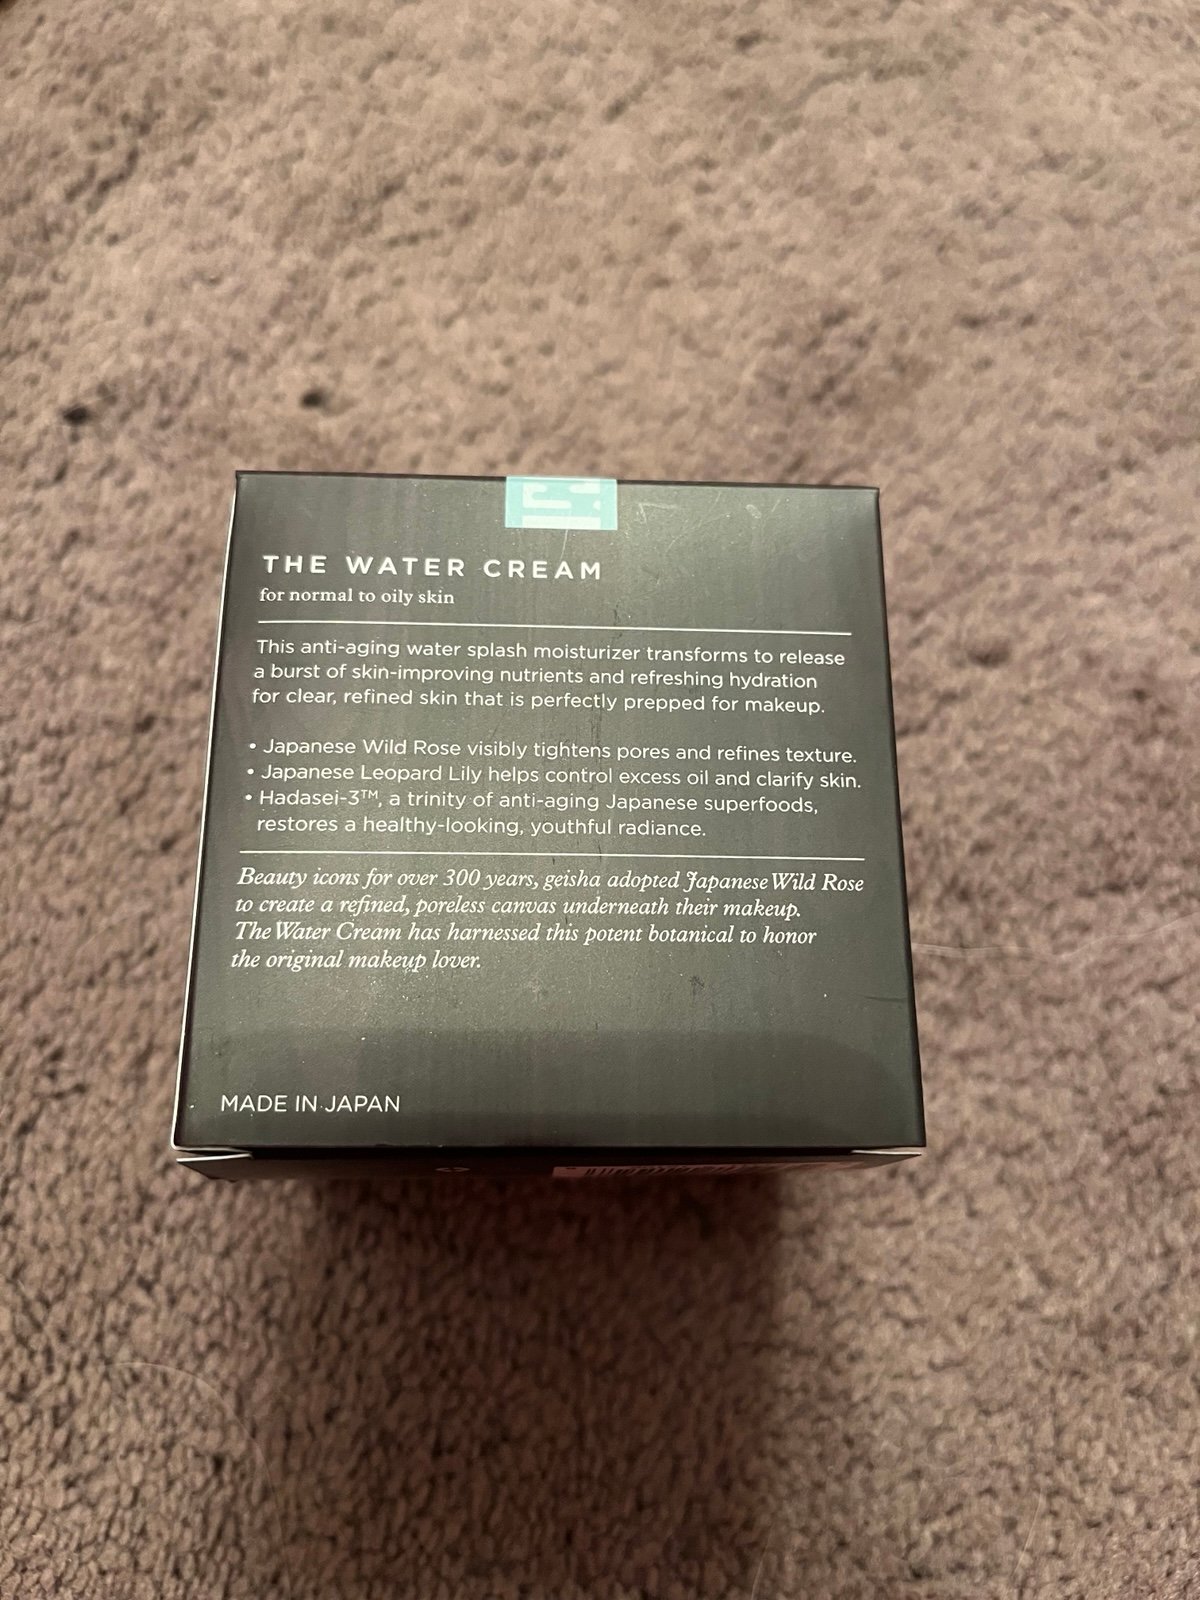 THE WATER CREAM
for normal to oily skin
This anti-aging water splash moisturizer transforms to release
a burst of skin-improving nutrients and refreshing hydration
for clear, refined skin that is perfectly prepped for makeup.
• Japanese Wild Rose visibly tightens pores and refines texture.
• Japanese Leopard Lily helps control excess oil and clarify skin.
• Hadasei-3™, a trinity of anti-aging Japanese superfoods,
restores a healthy-looking, youthful radiance.
Beauty icons for over 300 years, geisha adopted Japanese Wild Rose
to create a refined, poreless canvas underneath their makeup.
The Water Cream has harnessed this potent botanical to honor
the original makeup lover.
MADE IN JAPAN